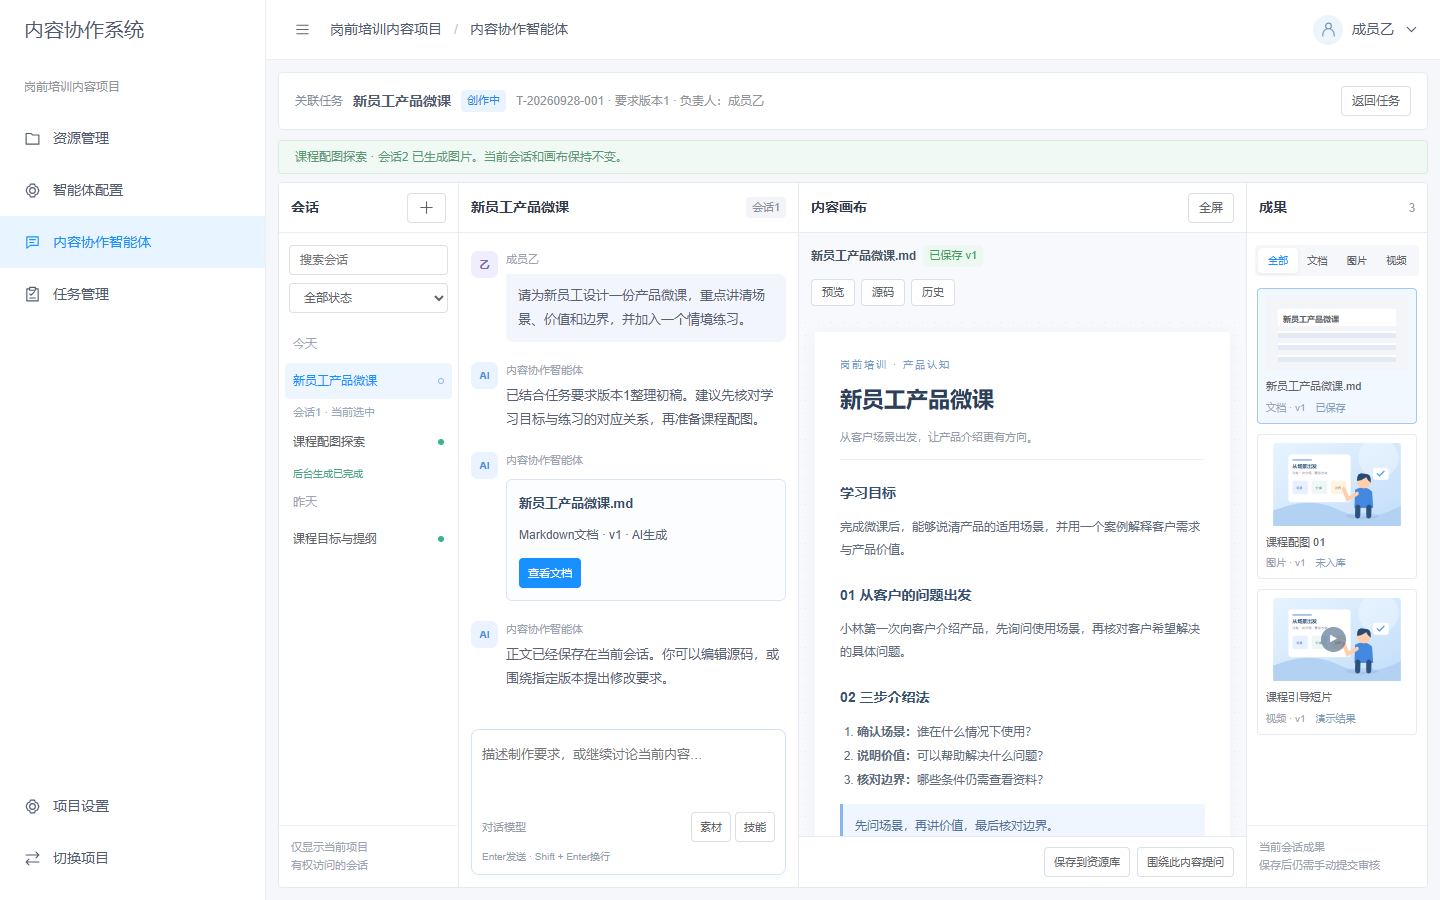 内容协作系统
岗前培训内容项目
资源管理
智能体配置
内容协作智能体
任务管理
项目设置
切换项目
岗前培训内容项目 / 内容协作智能体
成员乙
关联任务 新员工产品微课 创作中 T-20260928-001 · 要求版本1 · 负责人：成员乙
返回任务
课程配图探索 · 会话2 已生成图片。当前会话和画布保持不变。
会话
搜索会话
全部状态
今天
新员工产品微课
会话1 · 当前选中
课程配图探索
后台生成已完成
昨天
课程目标与提纲
仅显示当前项目
有权访问的会话
新员工产品微课 会话1
乙 成员乙
请为新员工设计一份产品微课，重点讲清场
景、价值和边界，并加入一个情境练习。
AI 内容协作智能体
已结合任务要求版本1整理初稿。建议先核对学
习目标与练习的对应关系，再准备课程配图。
AI 内容协作智能体
新员工产品微课.md
Markdown文档 · v1 · AI生成
查看文档
AI 内容协作智能体
正文已经保存在当前会话。你可以编辑源码，或
围绕指定版本提出修改要求。
描述制作要求，或继续讨论当前内容...
对话模型 素材 技能
Enter发送 · Shift + Enter换行
内容画布 全屏
新员工产品微课.md 已保存 v1
预览 源码 历史
岗前培训 · 产品认知
新员工产品微课
从客户场景出发，让产品介绍更有方向。
学习目标
完成微课后，能够说清产品的适用场景，并用一个案例解释客户需求
与产品价值。
01 从客户的问题出发
小林第一次向客户介绍产品，先询问使用场景，再核对客户希望解决
的具体问题。
02 三步介绍法
1. 确认场景：谁在什么情况下使用？
2. 说明价值：可以帮助解决什么问题？
3. 核对边界：哪些条件仍需查看资料？
先问场景，再讲价值，最后核对边界。
保存到资源库 围绕此内容提问
成果 3
全部 文档 图片 视频
新员工产品微课
新员工产品微课.md
文档 · v1 已保存
从场景出发
课程配图 01
图片 · v1 未入库
从场景出发
课程引导短片
视频 · v1 演示结果
当前会话成果
保存后仍需手动提交审核